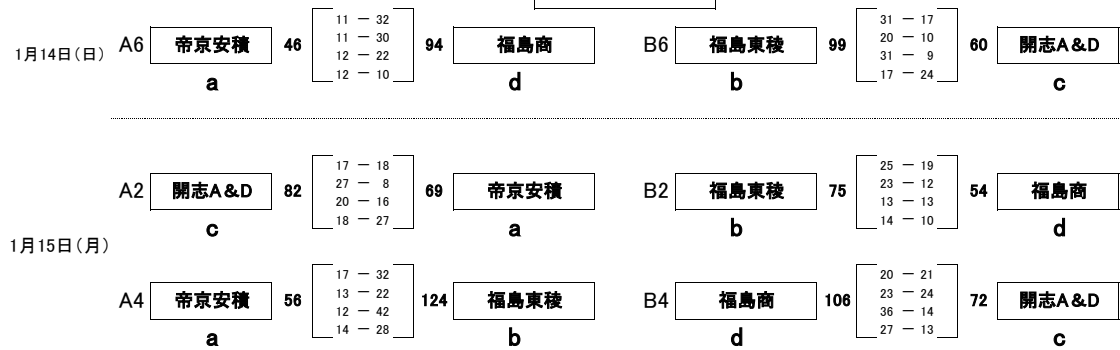 1月14日(日) A6 帝京安積 46 11 － 32 94 福島商 B6 福島東稜 99 31 － 17 60 開志A＆D
11 － 30 20 － 10
12 － 22 31 － 9
12 － 10 17 － 24
a d b c
A2 開志A＆D 82 17 － 18 69 帝京安積 B2 福島東稜 75 25 － 19 54 福島商
27 － 8 23 － 12
20 － 16 13 － 13
18 － 27 14 － 10
c a b d
1月15日(月)
A4 帝京安積 56 17 － 32 124 福島東稜 B4 福島商 106 20 － 21 72 開志A＆D
13 － 22 23 － 24
12 － 42 36 － 14
14 － 28 27 － 13
a b d c